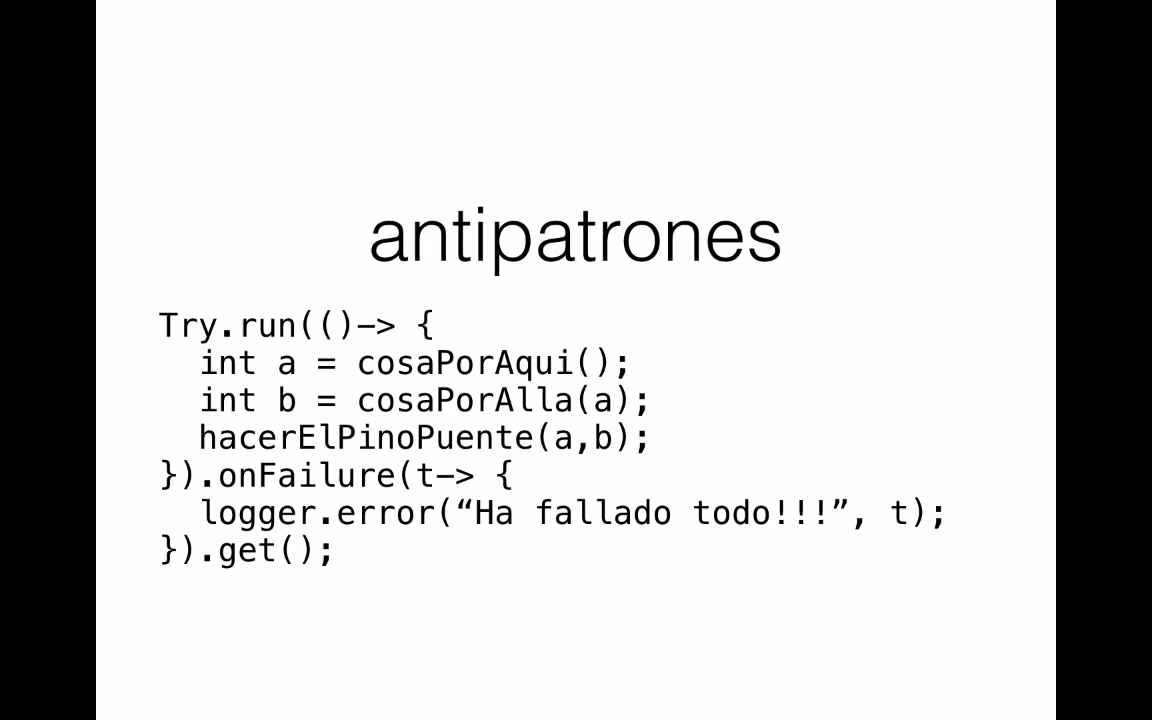 antipatrones
Try.run(()-> {
  int a = cosaPorAqui();
  int b = cosaPorAlla(a);
  hacerElPinoPuente(a,b);
}).onFailure(t-> {
  logger.error(“Ha fallado todo!!!”, t);
}).get();